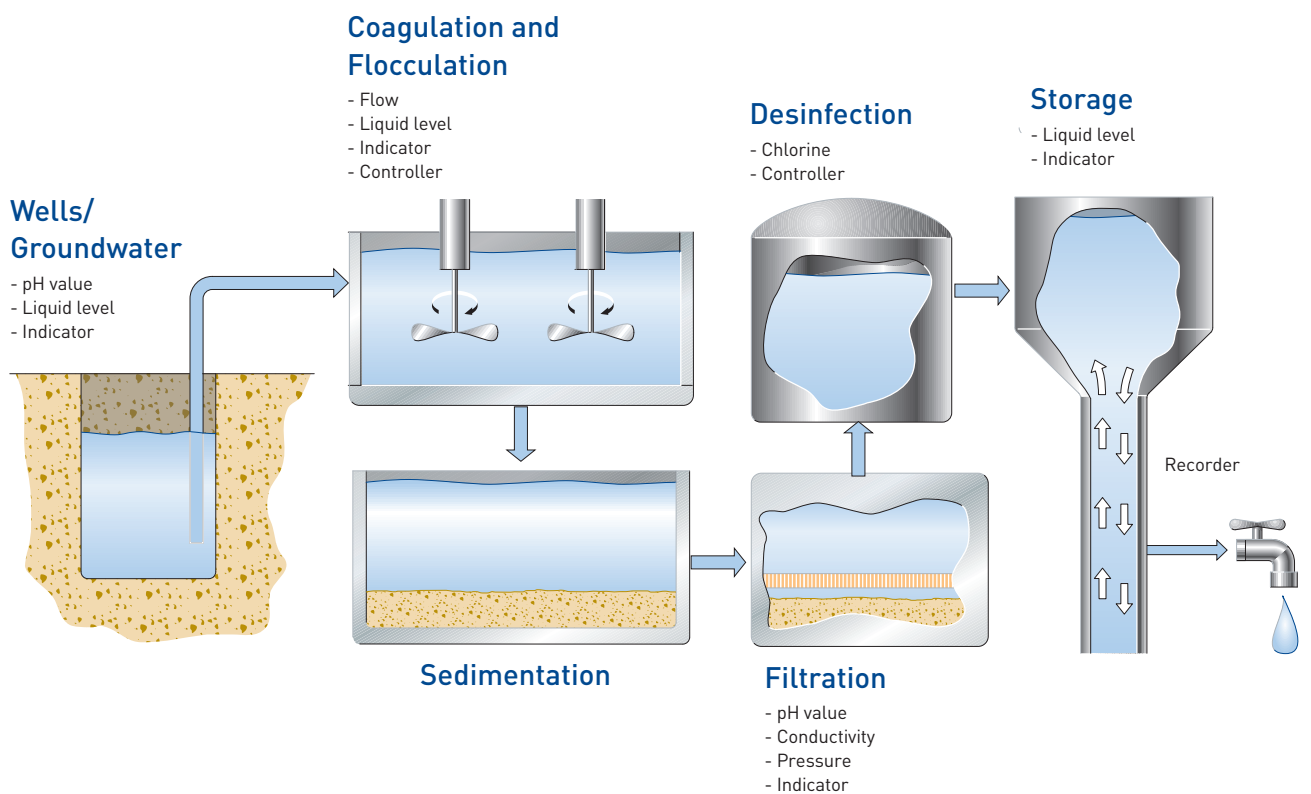 Wells/
Groundwater
- pH value
- Liquid level
- Indicator
Coagulation and
Flocculation
- Flow
- Liquid level
- Indicator
- Controller
Sedimentation
Filtration
- pH value
- Conductivity
- Pressure
- Indicator
Desinfection
- Chlorine
- Controller
Storage
- Liquid level
- Indicator
Recorder